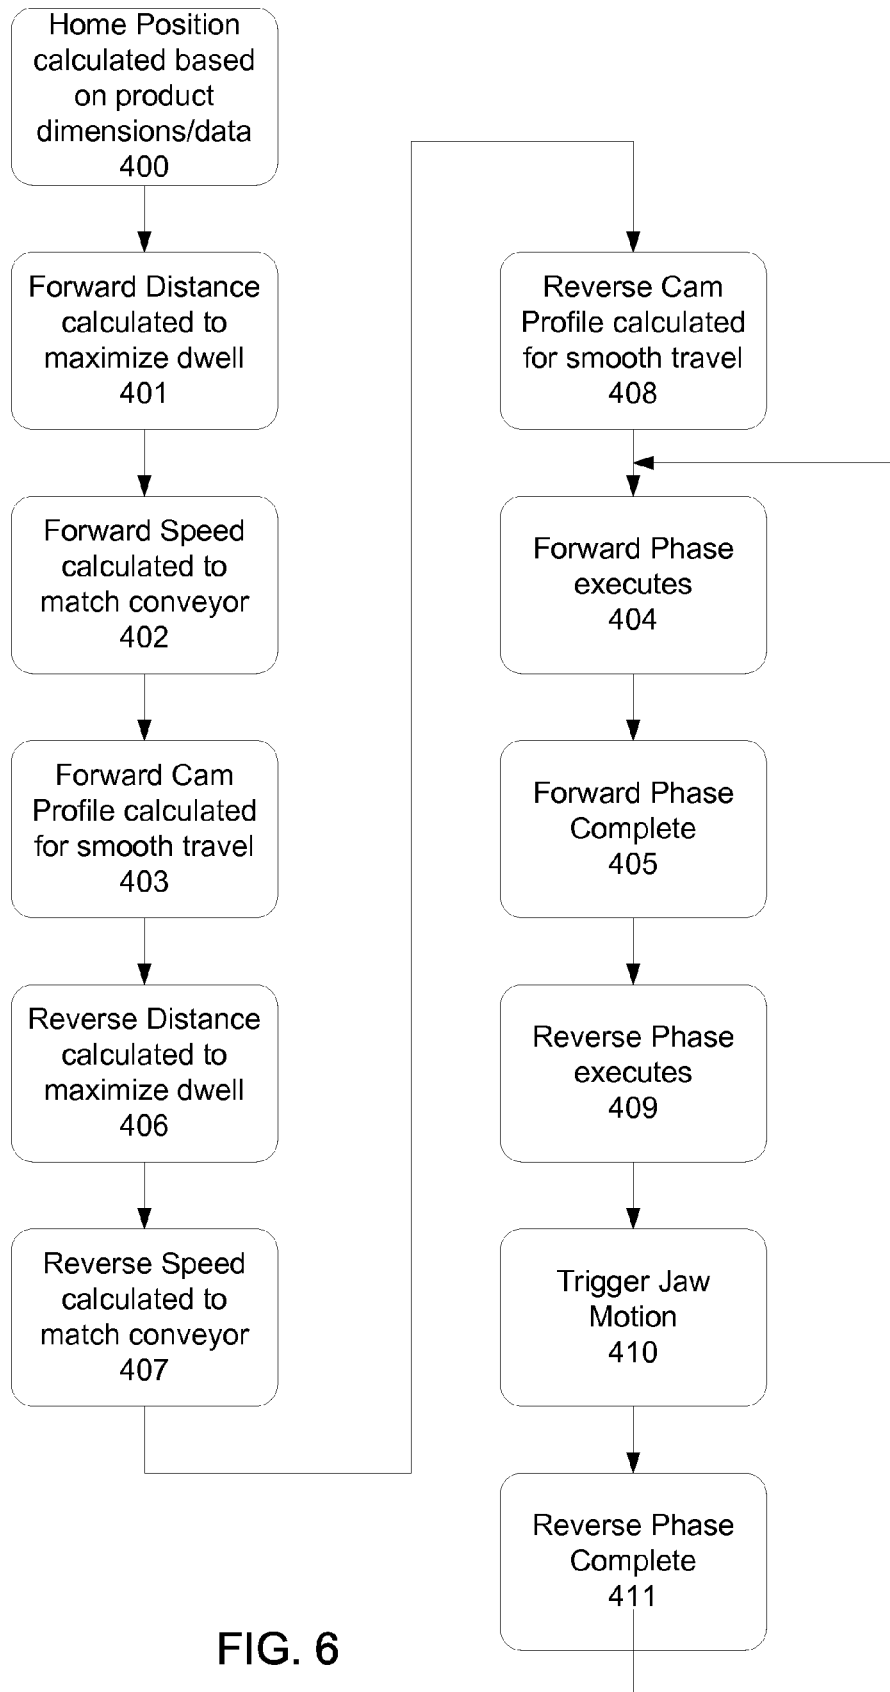 Home Position
calculated based
on product
dimensions/data
400
Forward Distance
calculated to
maximize dwell
401
Forward Speed
calculated to
match conveyor
402
Forward Cam
Profile calculated
for smooth travel
403
Reverse Distance
calculated to
maximize dwell
406
Reverse Speed
calculated to
match conveyor
407
Reverse Cam
Profile calculated
for smooth travel
408
Forward Phase
executes
404
Forward Phase
Complete
405
Reverse Phase
executes
409
Trigger Jaw
Motion
410
Reverse Phase
Complete
411
FIG. 6